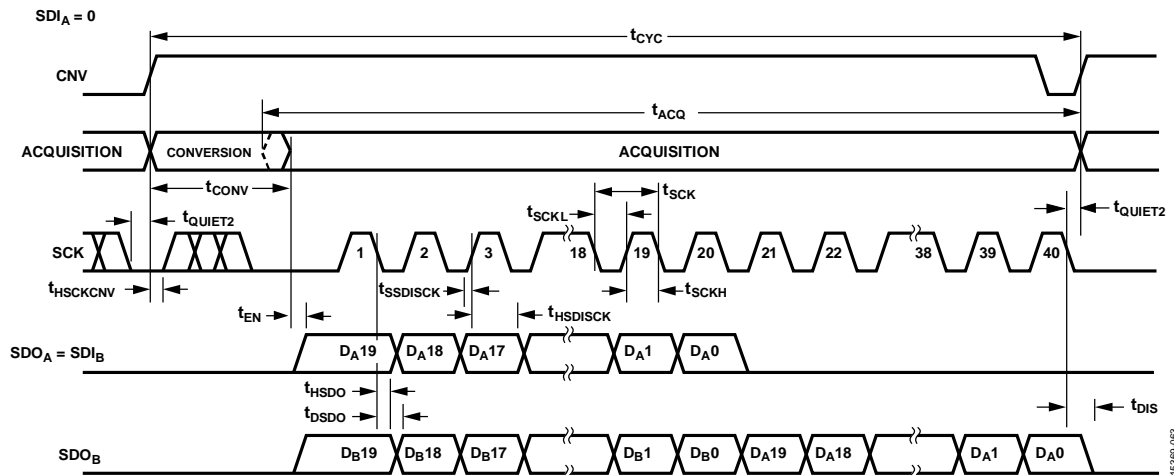 SDIA = 0
tCYC
CNV
tACQ
ACQUISITION CONVERSION ACQUISITION
tCONV
tSCK
tQUIET2 tSCKL tQUIET2
SCK 1 2 3 18 19 20 21 22 38 39 40
tHSCKCNV tSSDISCK tSCKH
tEN tHSDISCK
SDOA = SDIB DA19 DA18 DA17 DA1 DA0
tHSDO
tDSDO tDIS
SDOB DB19 DB18 DB17 DB1 DB0 DA19 DA18 DA1 DA0